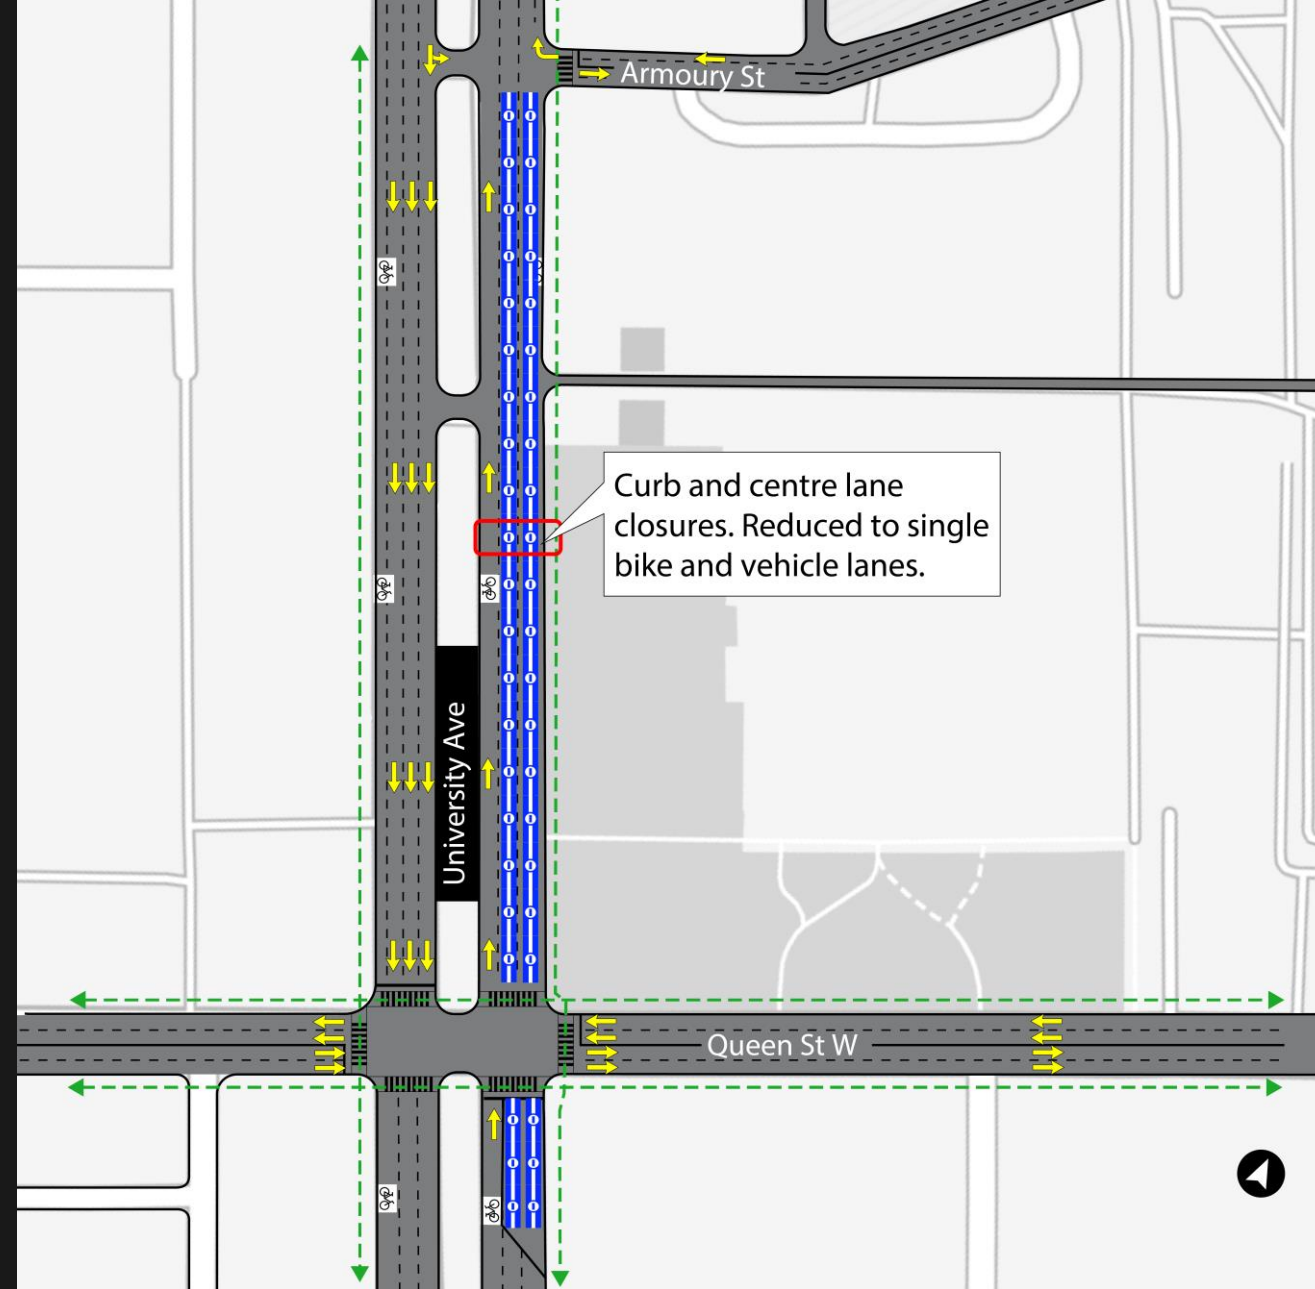 Armoury St
Curb and centre lane
closures. Reduced to single
bike and vehicle lanes.
University Ave
Queen St W